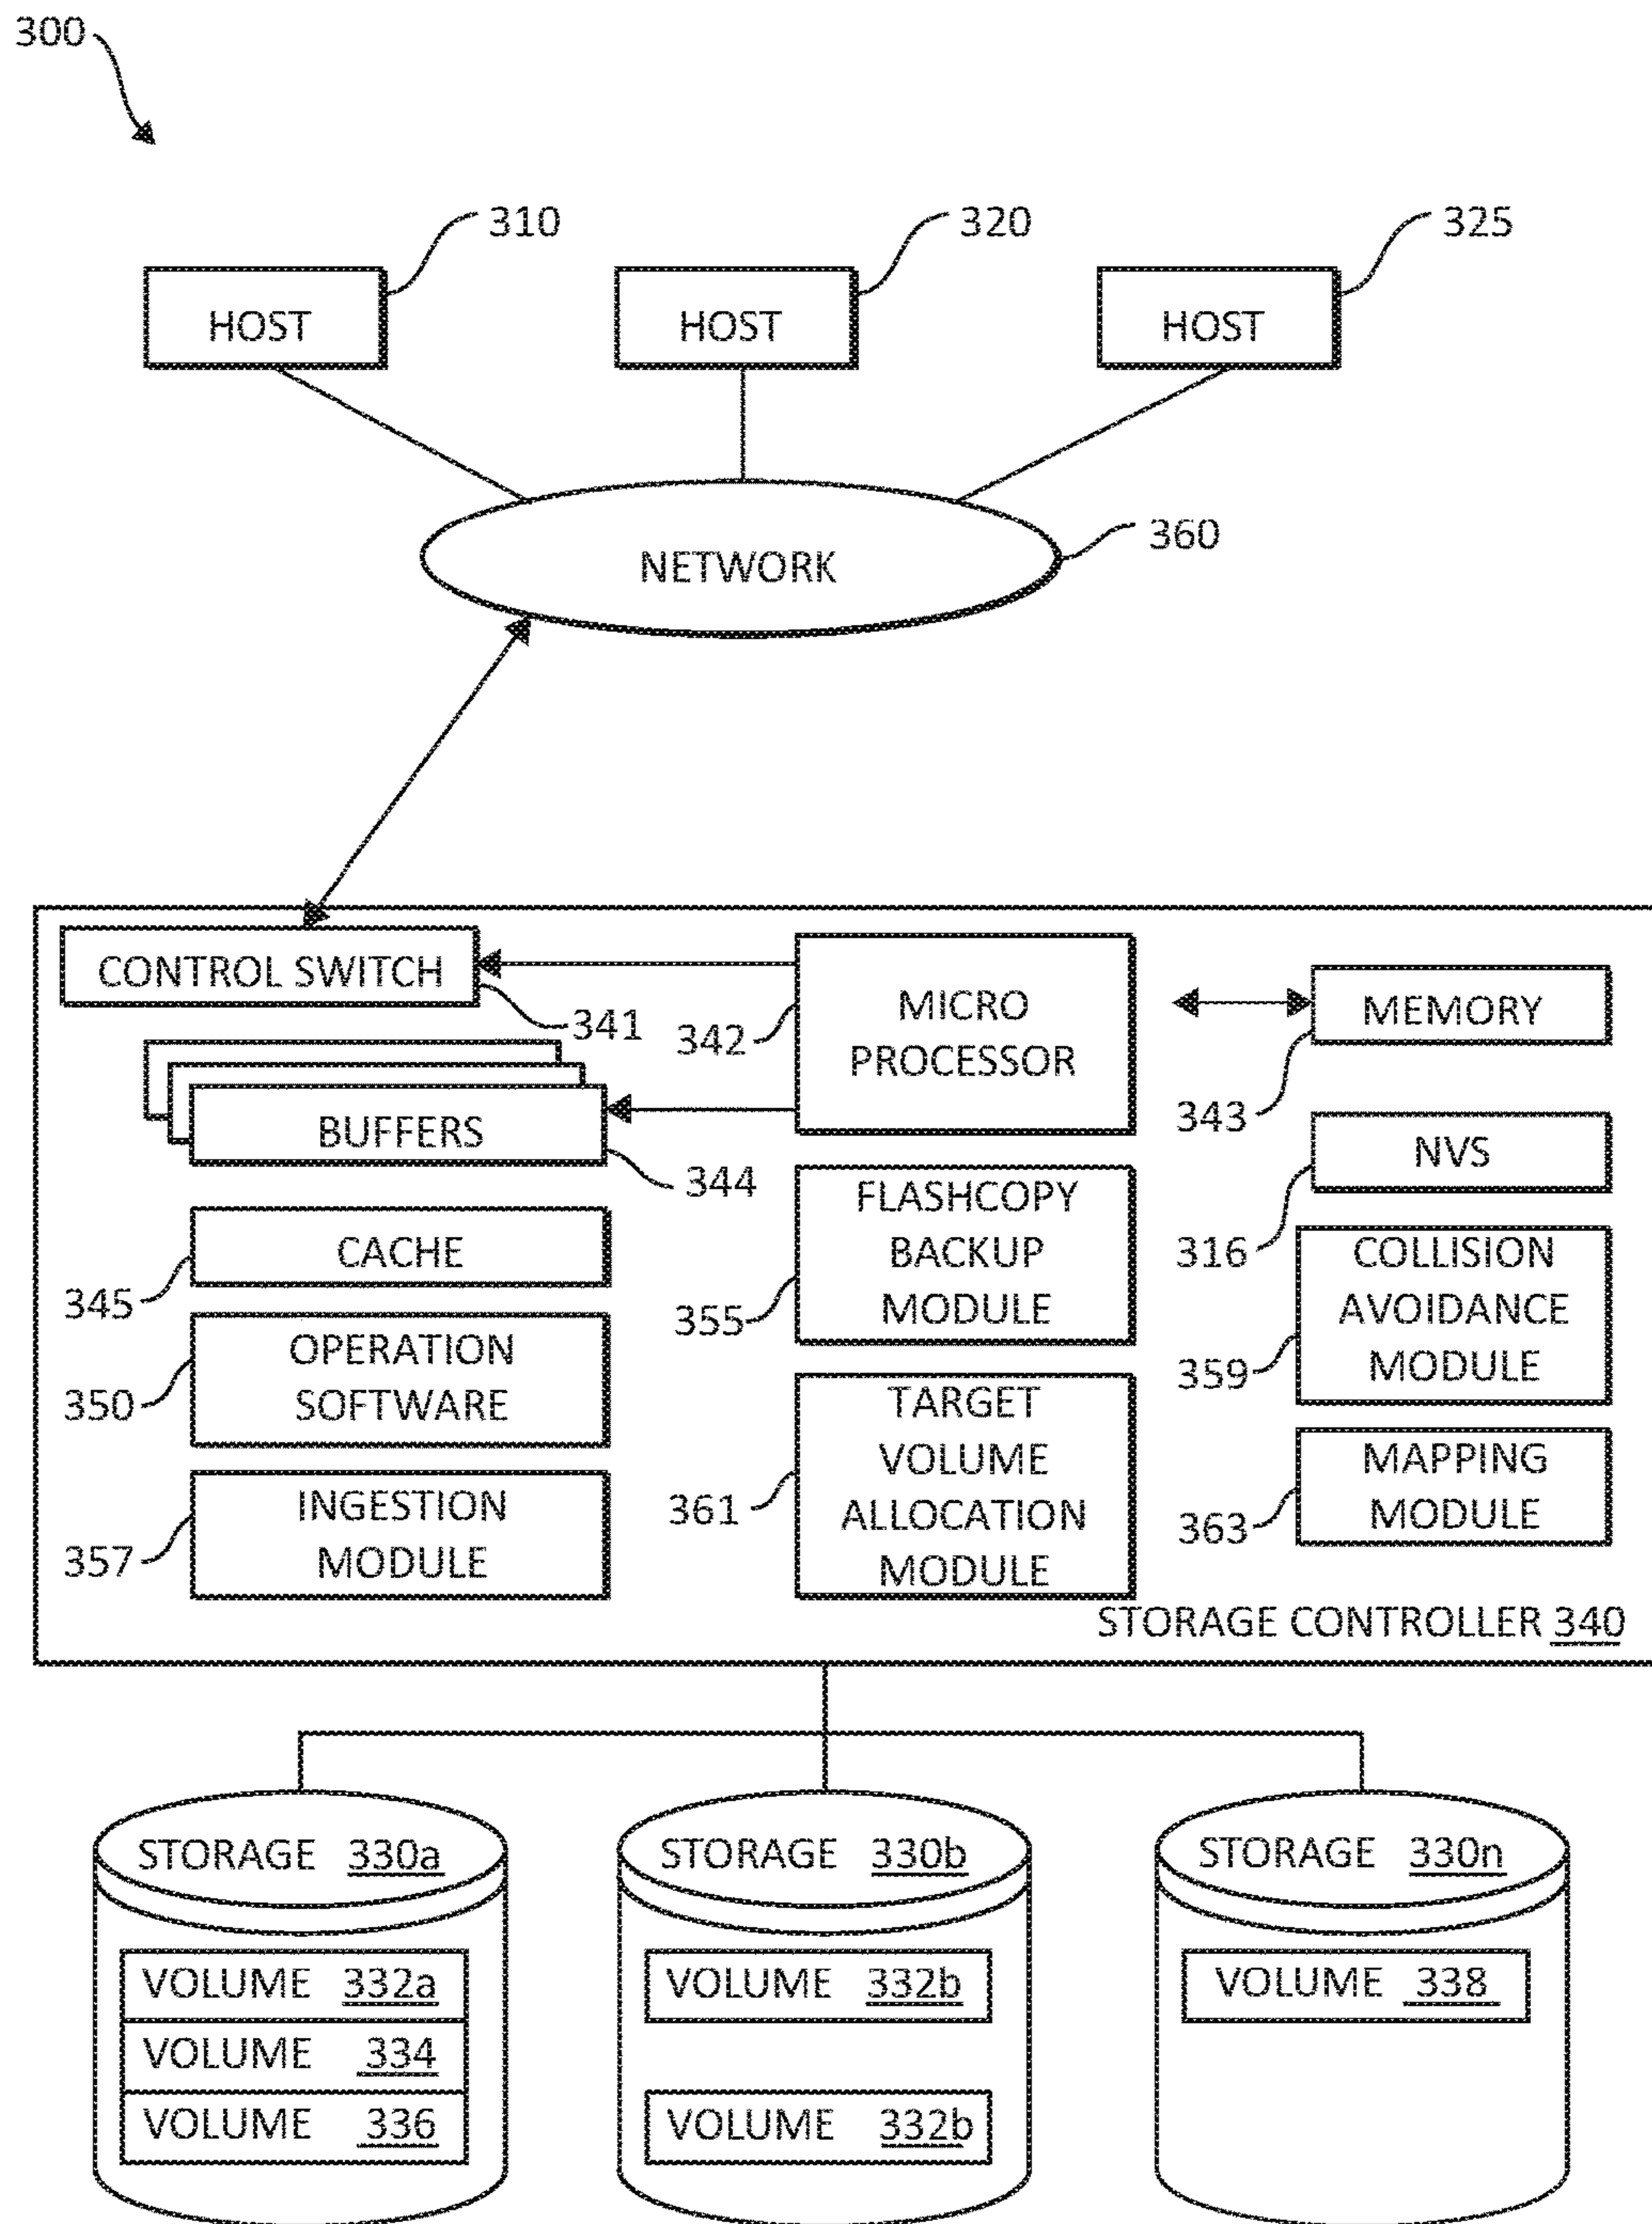 300
310
320
325
HOST
HOST
HOST
360
NETWORK
CONTROL SWITCH
341
342
MICRO
PROCESSOR
MEMORY
343
BUFFERS
344
NVS
316
CACHE
345
FLASHCOPY
BACKUP
MODULE
355
COLLISION
AVOIDANCE
MODULE
359
OPERATION
SOFTWARE
350
TARGET
VOLUME
ALLOCATION
MODULE
361
MAPPING
MODULE
363
INGESTION
MODULE
357
STORAGE CONTROLLER 340
STORAGE 330a
STORAGE 330b
STORAGE 330n
VOLUME 332a
VOLUME 334
VOLUME 336
VOLUME 332b
VOLUME 332b
VOLUME 338